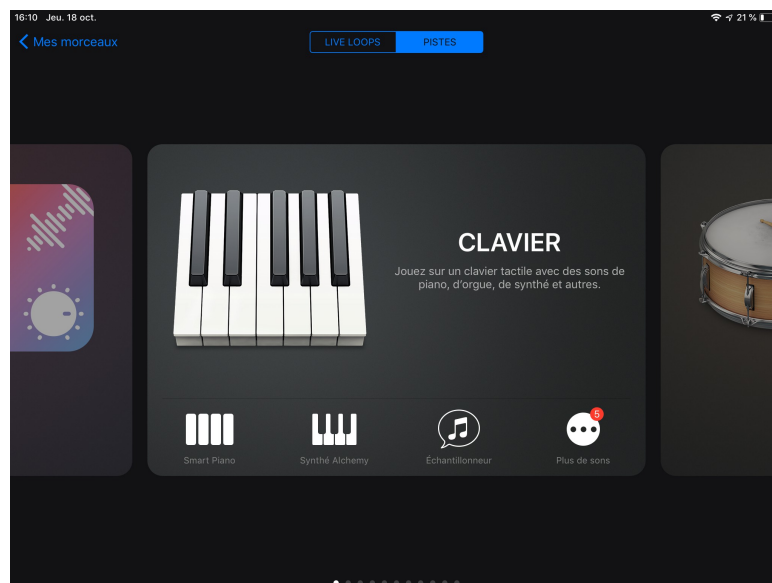 16:10 Jeu. 18 oct.
21 %
Mes morceaux
LIVE LOOPS
PISTES
CLAVIER
Jouez sur un clavier tactile avec des sons de
piano, d'orgue, de synthé et autres.
5
Smart Piano
Synthé Alchemy
Échantillonneur
Plus de sons